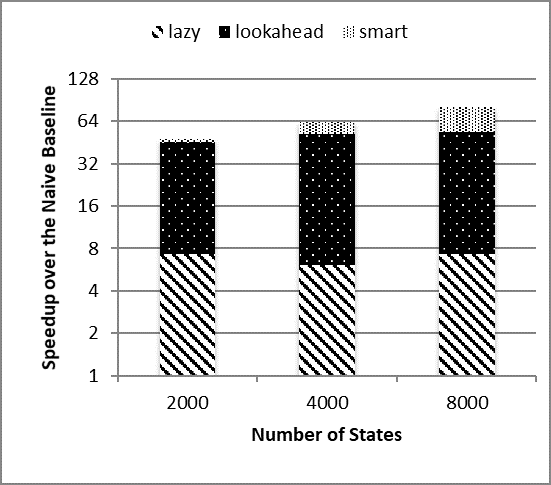 lazy lookahead smart
Speedup over the Naive Baseline
128
64
32
16
8
4
2
1
2000 4000 8000
Number of States